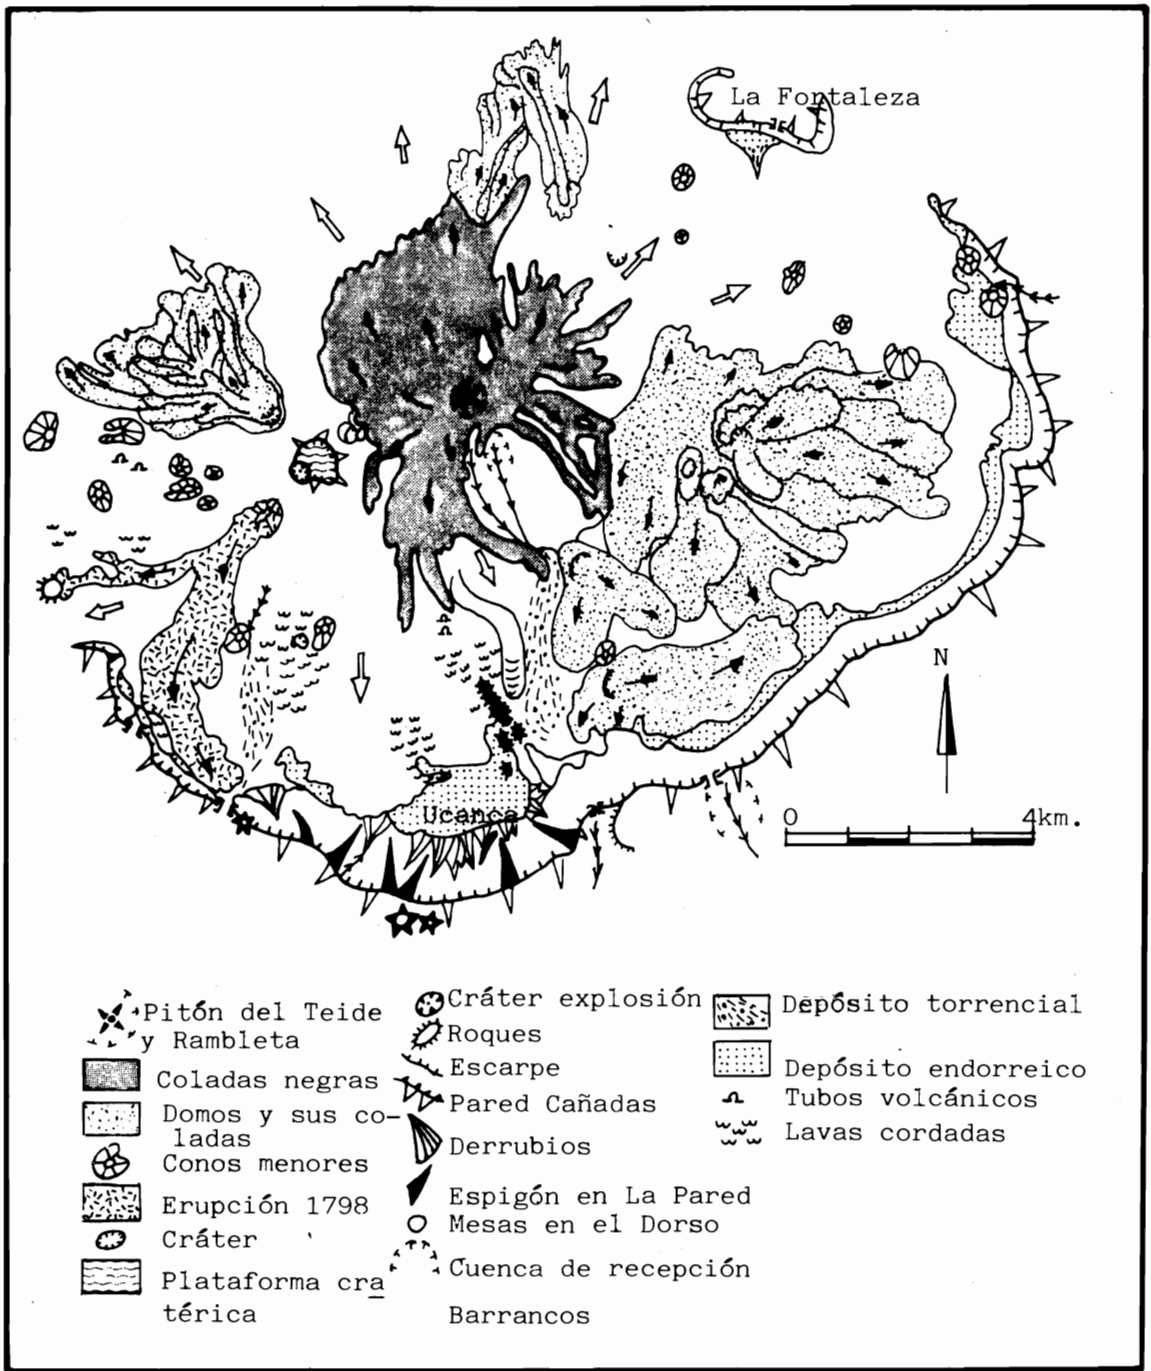 La Fortaleza
N
0 4km.
Ucanca
Pitón del Teide
y Rambleta
Coladas negras
Domos y sus co-
ladas
Conos menores
Erupción 1798
Cráter
Plataforma cra
térica
Cráter explosión
Roques
Escarpe
Pared Cañadas
Derrubios
Espigón en La Pared
Mesas en el Dorso
Cuenca de recepción
Barrancos
Depósito torrencial
Depósito endorreico
Tubos volcánicos
Lavas cordadas